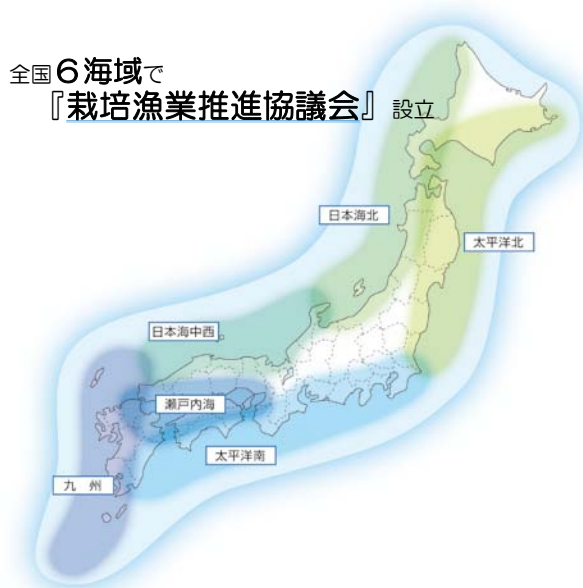 全国6海域で
『栽培漁業推進協議会』設立
日本海北
太平洋北
日本海中西
瀬戸内海
太平洋南
九 州